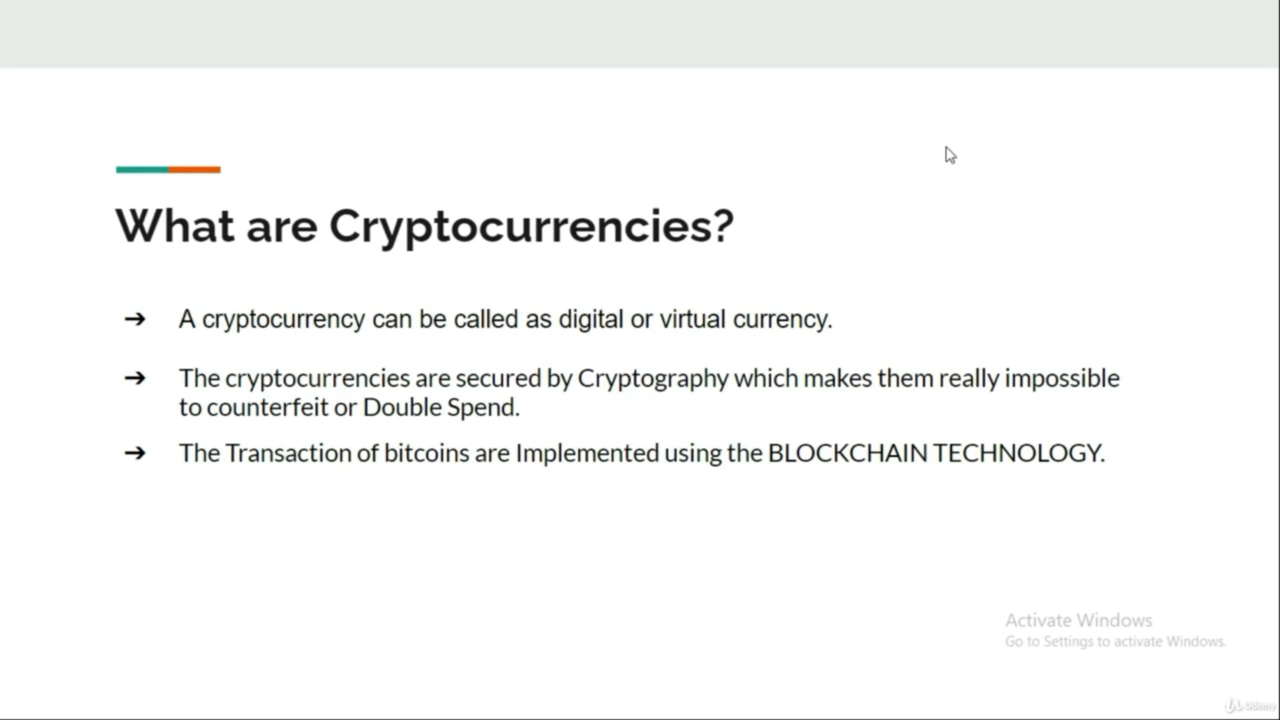 What are Cryptocurrencies?
➔ A cryptocurrency can be called as digital or virtual currency.
➔ The cryptocurrencies are secured by Cryptography which makes them really impossible
to counterfeit or Double Spend.
➔ The Transaction of bitcoins are Implemented using the BLOCKCHAIN TECHNOLOGY.
Activate Windows
Go to Settings to activate Windows.
Udemy